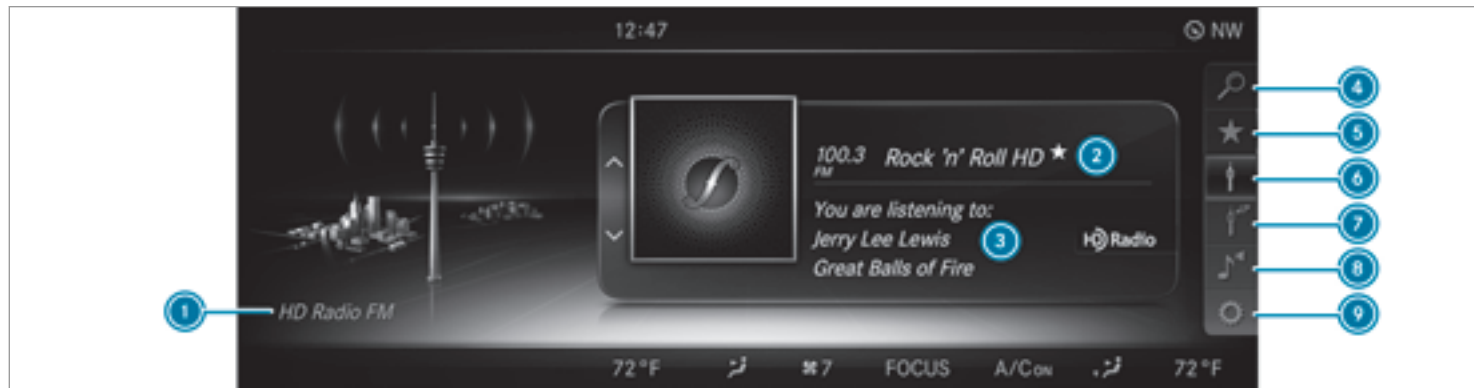 12:47
NW
100.3 FM Rock 'n' Roll HD
You are listening to:
Jerry Lee Lewis
Great Balls of Fire
HD Radio
HD Radio FM
72°F
7
FOCUS
A/C ON
72°F
1
2
3
4
5
6
7
8
9